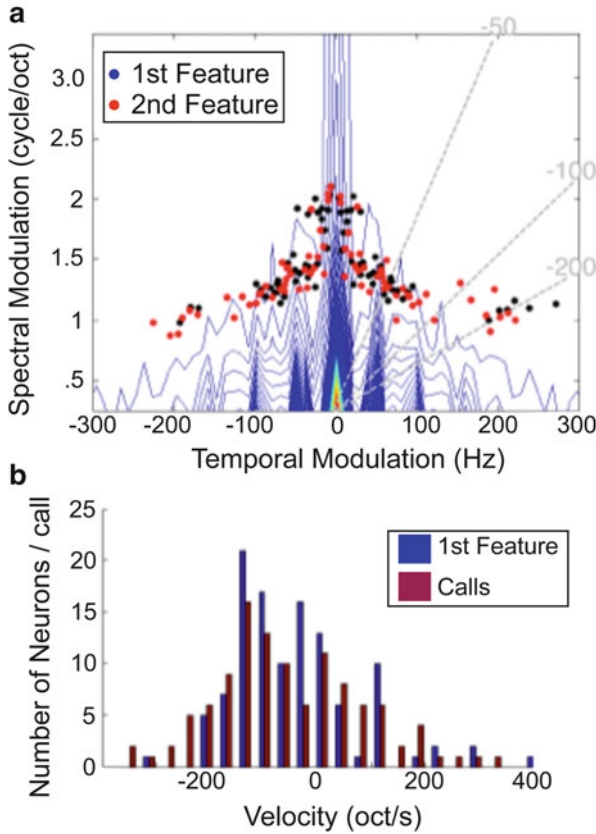 a
Spectral Modulation (cycle/oct)
3.0
2.5
2
1.5
1
.5
1st Feature
2nd Feature
-50
-100
-200
-300
-200
-100
0
100
200
300
Temporal Modulation (Hz)
b
Number of Neurons / call
25
20
15
10
5
0
1st Feature
Calls
-200
0
200
400
Velocity (oct/s)